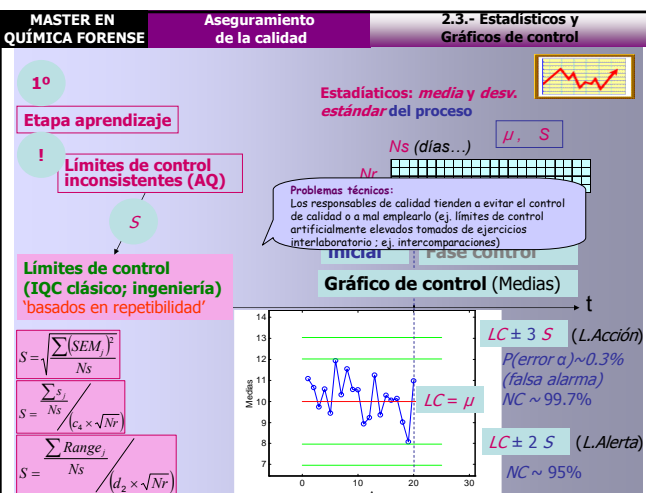 MASTER EN
QUÍMICA FORENSE
Aseguramiento
de la calidad
2.3.- Estadísticos y
Gráficos de control
1º
Etapa aprendizaje
!
Límites de control
inconsistentes (AQ)
S
Límites de control
(IQC clásico; ingeniería)
'basados en repetibilidad'
S = √(∑(SEM_j)² / Ns)
S = (∑ s_j / Ns) / (c₄ × √Nr)
S = (∑ Range_j / Ns) / (d₂ × √Nr)
Estadíaticos: media y desv.
estándar del proceso
μ, S
Ns (días…)
Nr
Problemas técnicos:
Los responsables de calidad tienden a evitar el control
de calidad o a mal emplearlo (ej. límites de control
artificialmente elevados tomados de ejercicios
interlaboratorio ; ej. intercomparaciones)
Inicial
Fase control
Gráfico de control (Medias)
t
14
13
12
11
10
9
8
7
Medias
0 10 20 30
LC = μ
LC ± 3 S (L.Acción)
P(error α)~0.3%
(falsa alarma)
NC ~ 99.7%
LC ± 2 S (L.Alerta)
NC ~ 95%